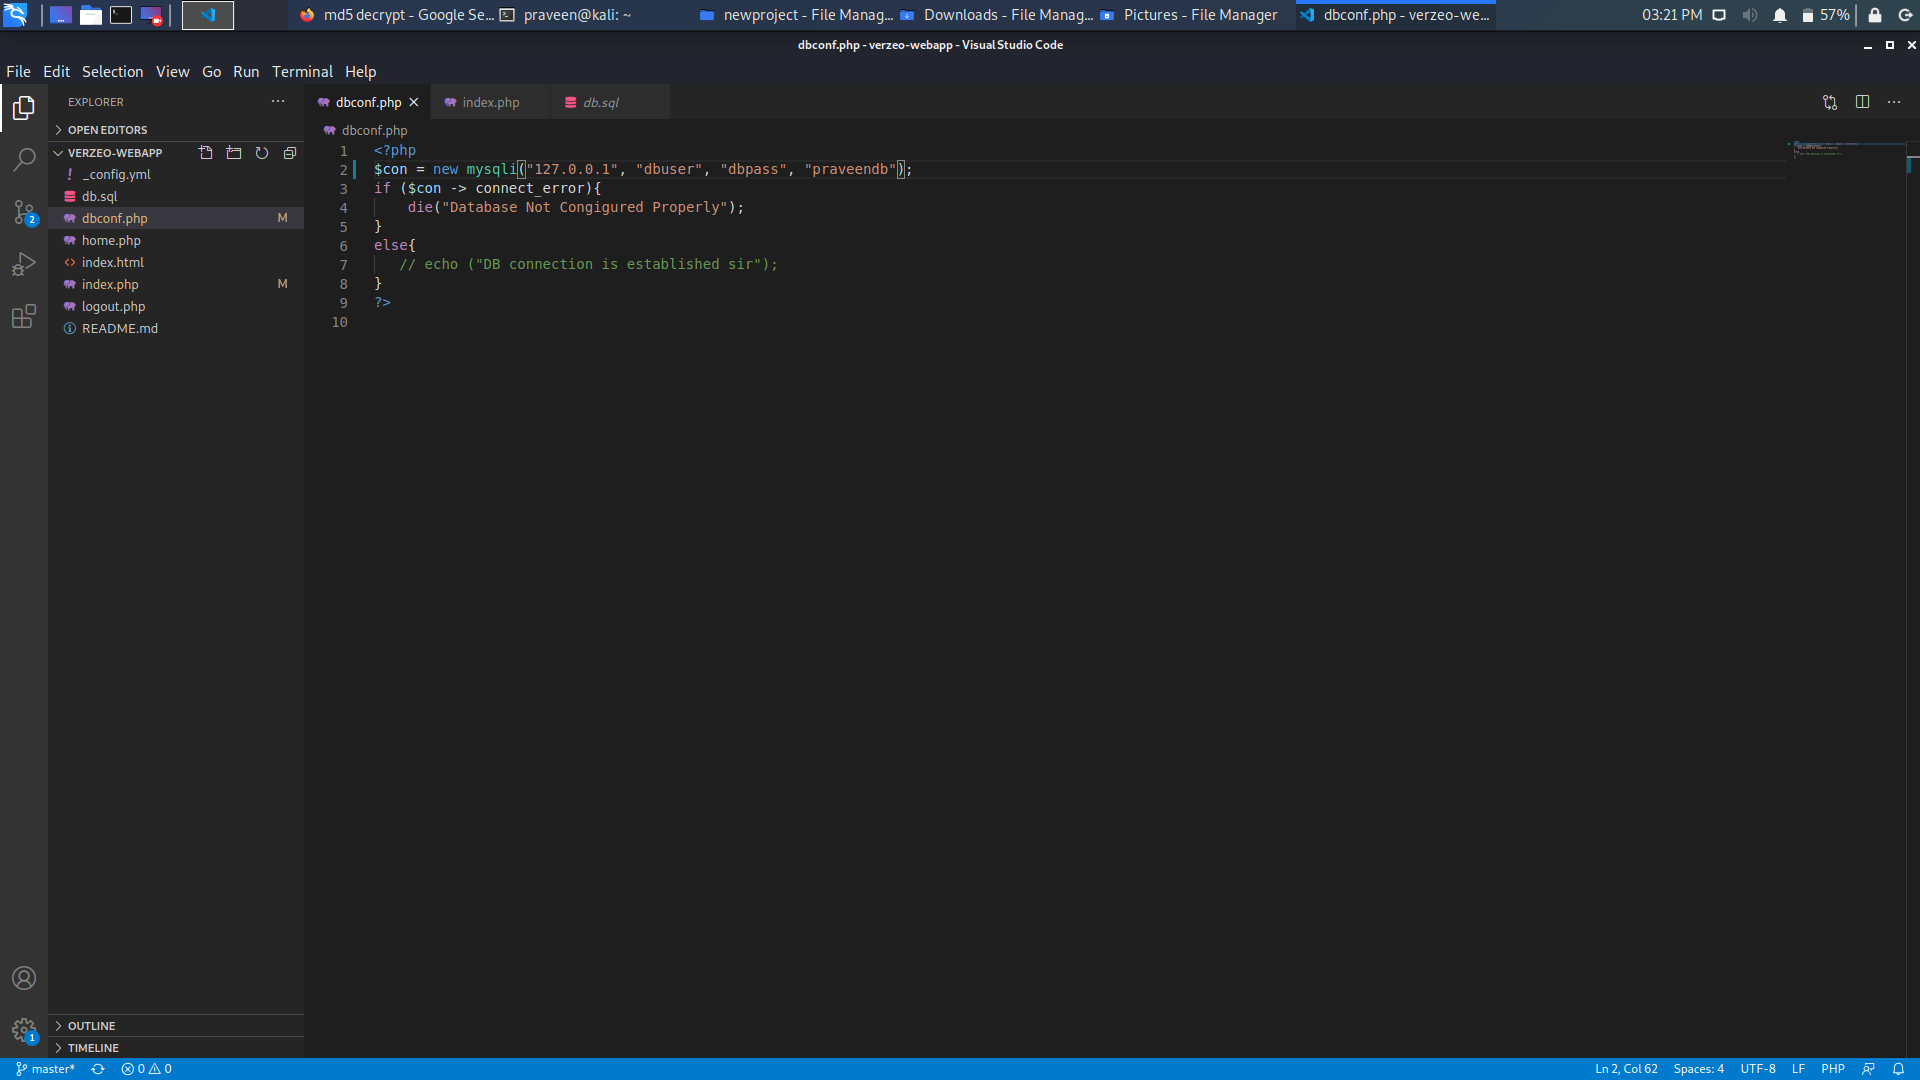 md5 decrypt - Google Se...
praveen@kali: ~
newproject - File Manag...
Downloads - File Manag...
Pictures - File Manager
dbconf.php - verzeo-we...
03:21 PM
57%
dbconf.php - verzeo-webapp - Visual Studio Code
File Edit Selection View Go Run Terminal Help
EXPLORER
OPEN EDITORS
VERZEO-WEBAPP
_config.yml
db.sql
dbconf.php M
home.php
index.html
index.php M
logout.php
README.md
OUTLINE
TIMELINE
2
1
dbconf.php
index.php
db.sql
dbconf.php
1 <?php
2 $con = new mysqli("127.0.0.1", "dbuser", "dbpass", "praveendb");
3 if ($con -> connect_error){
4 die("Database Not Congigured Properly");
5 }
6 else{
7 // echo ("DB connection is established sir");
8 }
9 ?>
10
master* 0 0
Ln 2, Col 62 Spaces: 4 UTF-8 LF PHP